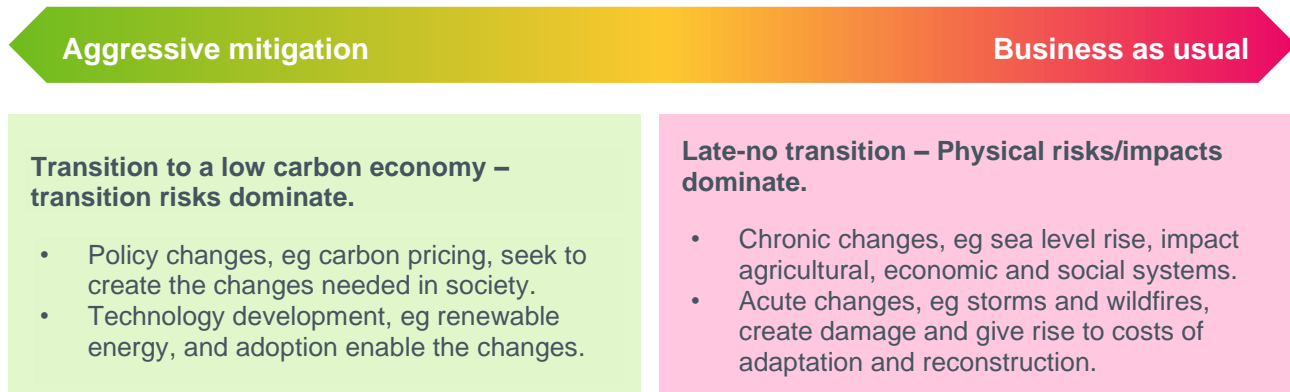 Aggressive mitigation
Business as usual
Transition to a low carbon economy –
transition risks dominate.
• Policy changes, eg carbon pricing, seek to
create the changes needed in society.
• Technology development, eg renewable
energy, and adoption enable the changes.
Late-no transition – Physical risks/impacts
dominate.
• Chronic changes, eg sea level rise, impact
agricultural, economic and social systems.
• Acute changes, eg storms and wildfires,
create damage and give rise to costs of
adaptation and reconstruction.